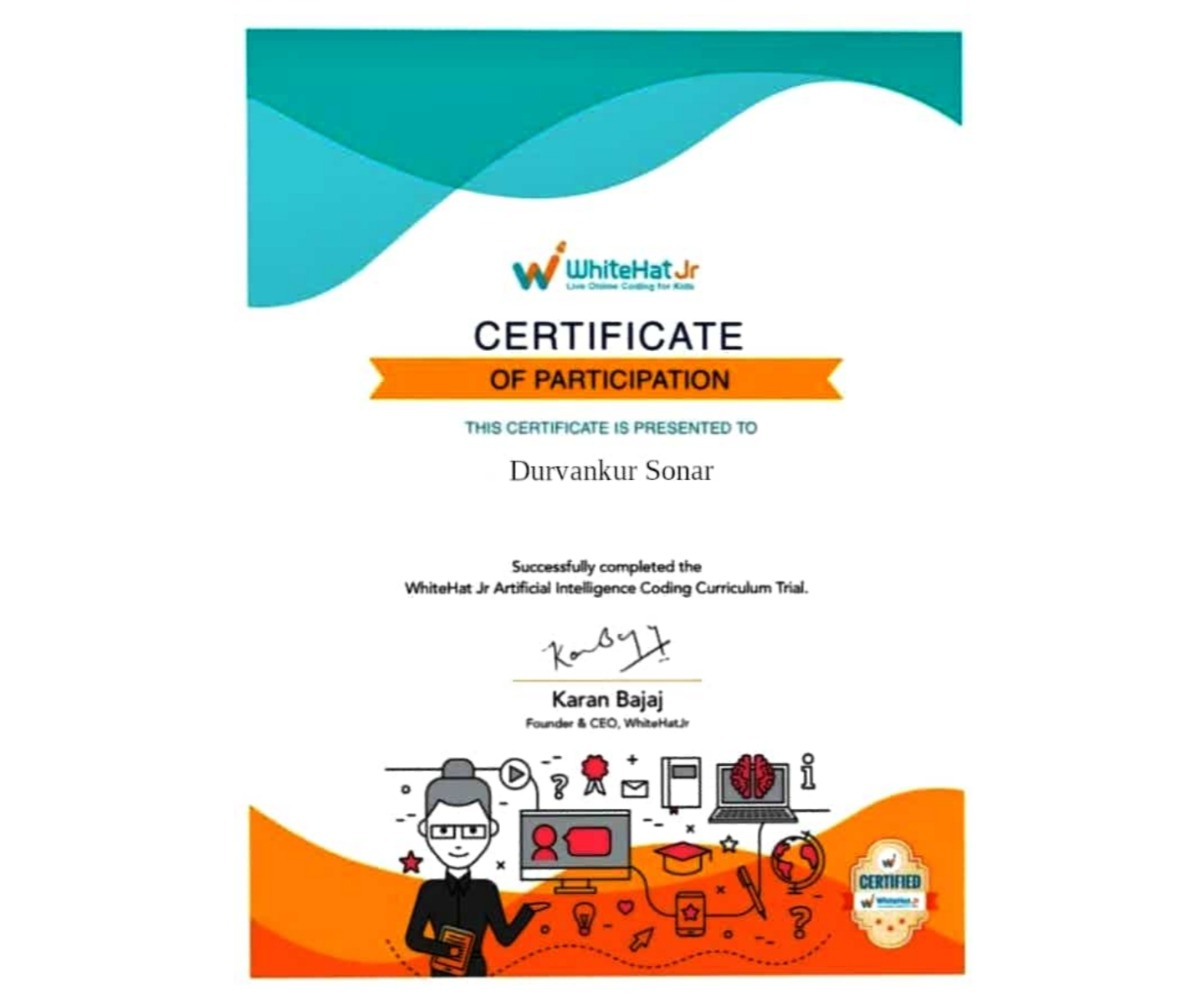 WhiteHat Jr
Live Online Coding for Kids
CERTIFICATE
OF PARTICIPATION
THIS CERTIFICATE IS PRESENTED TO
Durvankur Sonar
Successfully completed the
WhiteHat Jr Artificial Intelligence Coding Curriculum Trial.
Karan Bajaj
Founder & CEO, WhiteHatJr
CERTIFIED
WhiteHat Jr